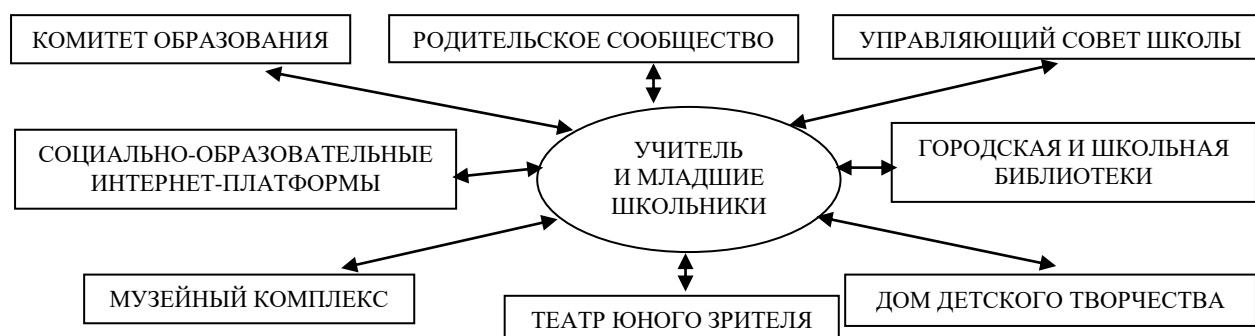 КОМИТЕТ ОБРАЗОВАНИЯ
РОДИТЕЛЬСКОЕ СООБЩЕСТВО
УПРАВЛЯЮЩИЙ СОВЕТ ШКОЛЫ
СОЦИАЛЬНО-ОБРАЗОВАТЕЛЬНЫЕ
ИНТЕРНЕТ-ПЛАТФОРМЫ
УЧИТЕЛЬ
И МЛАДШИЕ
ШКОЛЬНИКИ
ГОРОДСКАЯ И ШКОЛЬНАЯ
БИБЛИОТЕКИ
МУЗЕЙНЫЙ КОМПЛЕКС
ТЕАТР ЮНОГО ЗРИТЕЛЯ
ДОМ ДЕТСКОГО ТВОРЧЕСТВА